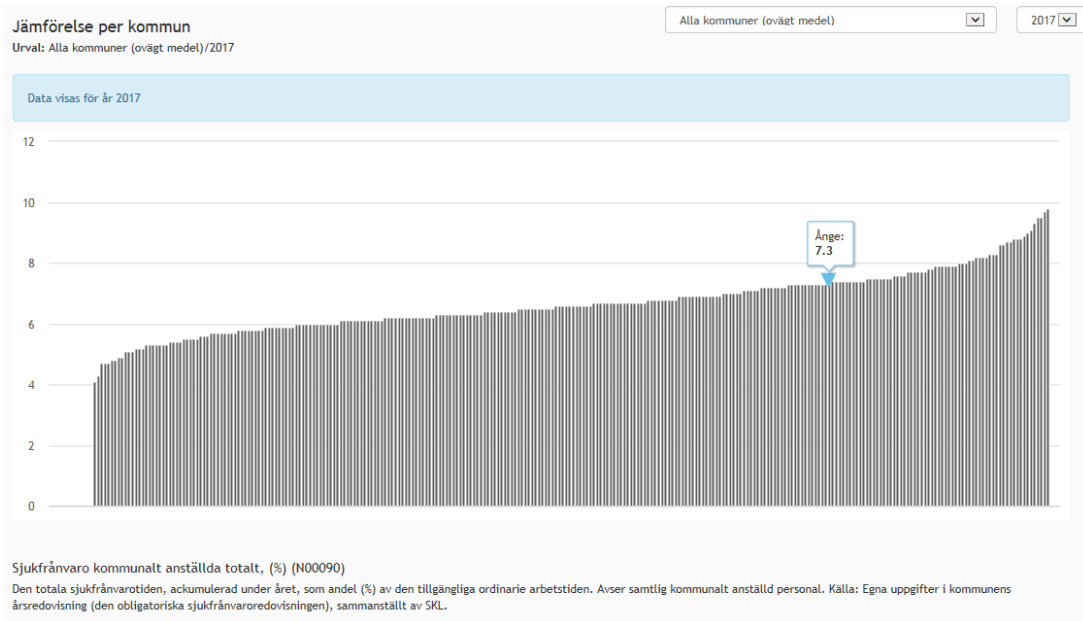 Jämförelse per kommun
Alla kommuner (ovägt medel)
2017
Urval: Alla kommuner (ovägt medel)/2017
Data visas för år 2017
12
10
8
6
4
2
0
Ånge:
7.3
Sjukfrånvaro kommunalt anställda totalt, (%) (N00090)
Den totala sjukfrånvarotiden, ackumulerad under året, som andel (%) av den tillgängliga ordinarie arbetstiden. Avser samtlig kommunalt anställd personal. Källa: Egna uppgifter i kommunens
årsredovisning (den obligatoriska sjukfrånvaroredovisningen), sammanställt av SKL.